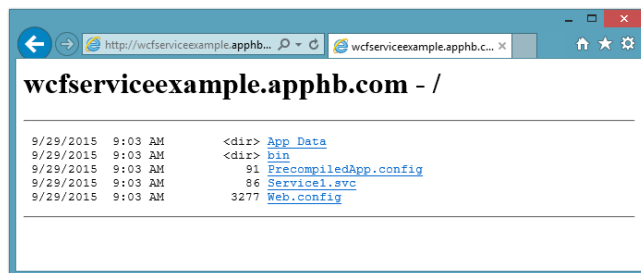 http://wcfserviceexample.apphb...
wcfserviceexample.apphb.c...
wcfserviceexample.apphb.com - /
9/29/2015 9:03 AM <dir> App Data
9/29/2015 9:03 AM <dir> bin
9/29/2015 9:03 AM 91 PrecompiledApp.config
9/29/2015 9:03 AM 86 Service1.svc
9/29/2015 9:03 AM 3277 Web.config